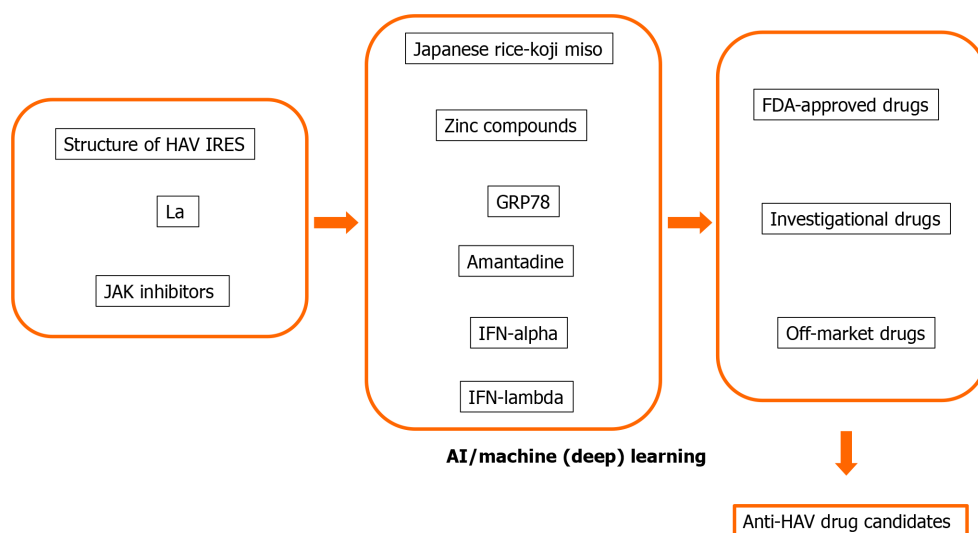 Structure of HAV IRES
La
JAK inhibitors
Japanese rice-koji miso
Zinc compounds
GRP78
Amantadine
IFN-alpha
IFN-lambda
AI/machine (deep) learning
FDA-approved drugs
Investigational drugs
Off-market drugs
Anti-HAV drug candidates